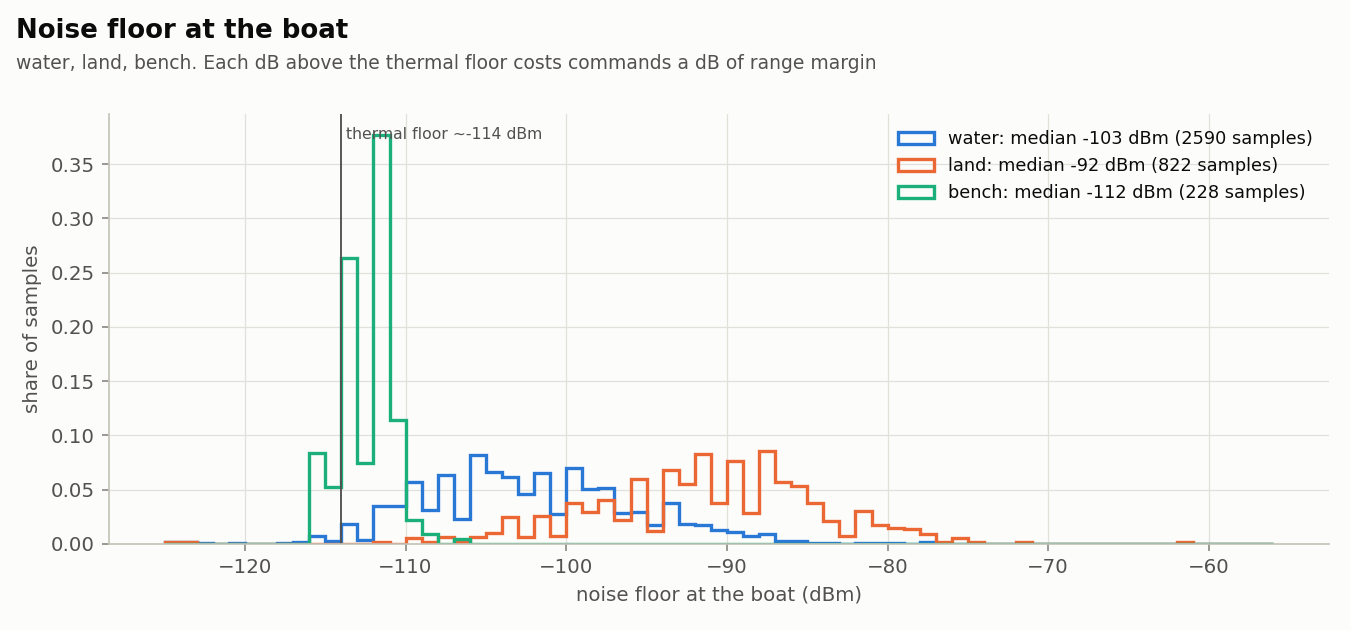 Noise floor at the boat
water, land, bench. Each dB above the thermal floor costs commands a dB of range margin
thermal floor ~-114 dBm
water: median -103 dBm (2590 samples)
land: median -92 dBm (822 samples)
bench: median -112 dBm (228 samples)
share of samples
0.35
0.30
0.25
0.20
0.15
0.10
0.05
0.00
−120 −110 −100 −90 −80 −70 −60
noise floor at the boat (dBm)